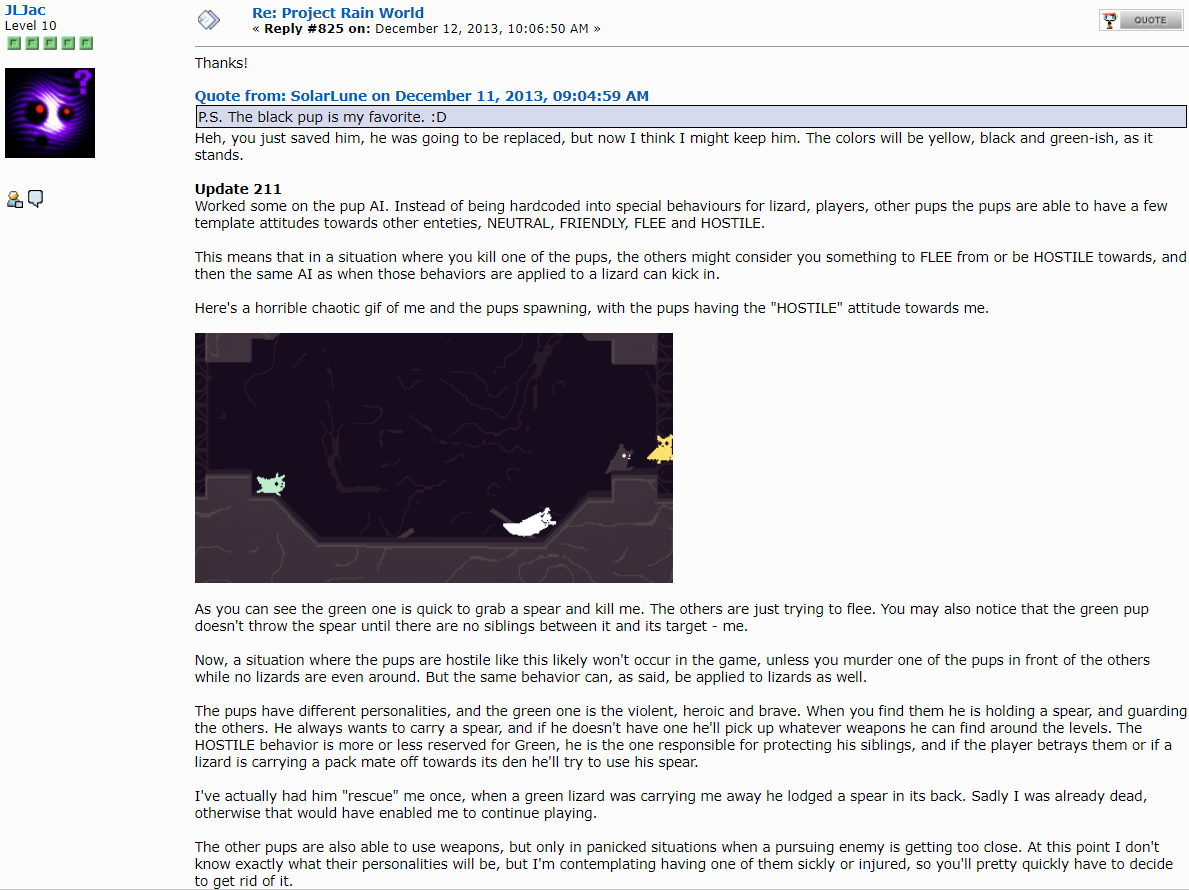 JLJac
Level 10
Re: Project Rain World
« Reply #825 on: December 12, 2013, 10:06:50 AM »
QUOTE
Thanks!
Quote from: SolarLune on December 11, 2013, 09:04:59 AM
P.S. The black pup is my favorite. :D
Heh, you just saved him, he was going to be replaced, but now I think I might keep him. The colors will be yellow, black and green-ish, as it
stands.
Update 211
Worked some on the pup AI. Instead of being hardcoded into special behaviours for lizard, players, other pups the pups are able to have a few
template attitudes towards other enteties, NEUTRAL, FRIENDLY, FLEE and HOSTILE.
This means that in a situation where you kill one of the pups, the others might consider you something to FLEE from or be HOSTILE towards, and
then the same AI as when those behaviors are applied to a lizard can kick in.
Here's a horrible chaotic gif of me and the pups spawning, with the pups having the "HOSTILE" attitude towards me.
As you can see the green one is quick to grab a spear and kill me. The others are just trying to flee. You may also notice that the green pup
doesn't throw the spear until there are no siblings between it and its target - me.
Now, a situation where the pups are hostile like this likely won't occur in the game, unless you murder one of the pups in front of the others
while no lizards are even around. But the same behavior can, as said, be applied to lizards as well.
The pups have different personalities, and the green one is the violent, heroic and brave. When you find them he is holding a spear, and guarding
the others. He always wants to carry a spear, and if he doesn't have one he'll pick up whatever weapons he can find around the levels. The
HOSTILE behavior is more or less reserved for Green, he is the one responsible for protecting his siblings, and if the player betrays them or if a
lizard is carrying a pack mate off towards its den he'll try to use his spear.
I've actually had him "rescue" me once, when a green lizard was carrying me away he lodged a spear in its back. Sadly I was already dead,
otherwise that would have enabled me to continue playing.
The other pups are also able to use weapons, but only in panicked situations when a pursuing enemy is getting too close. At this point I don't
know exactly what their personalities will be, but I'm contemplating having one of them sickly or injured, so you'll pretty quickly have to decide
to get rid of it.